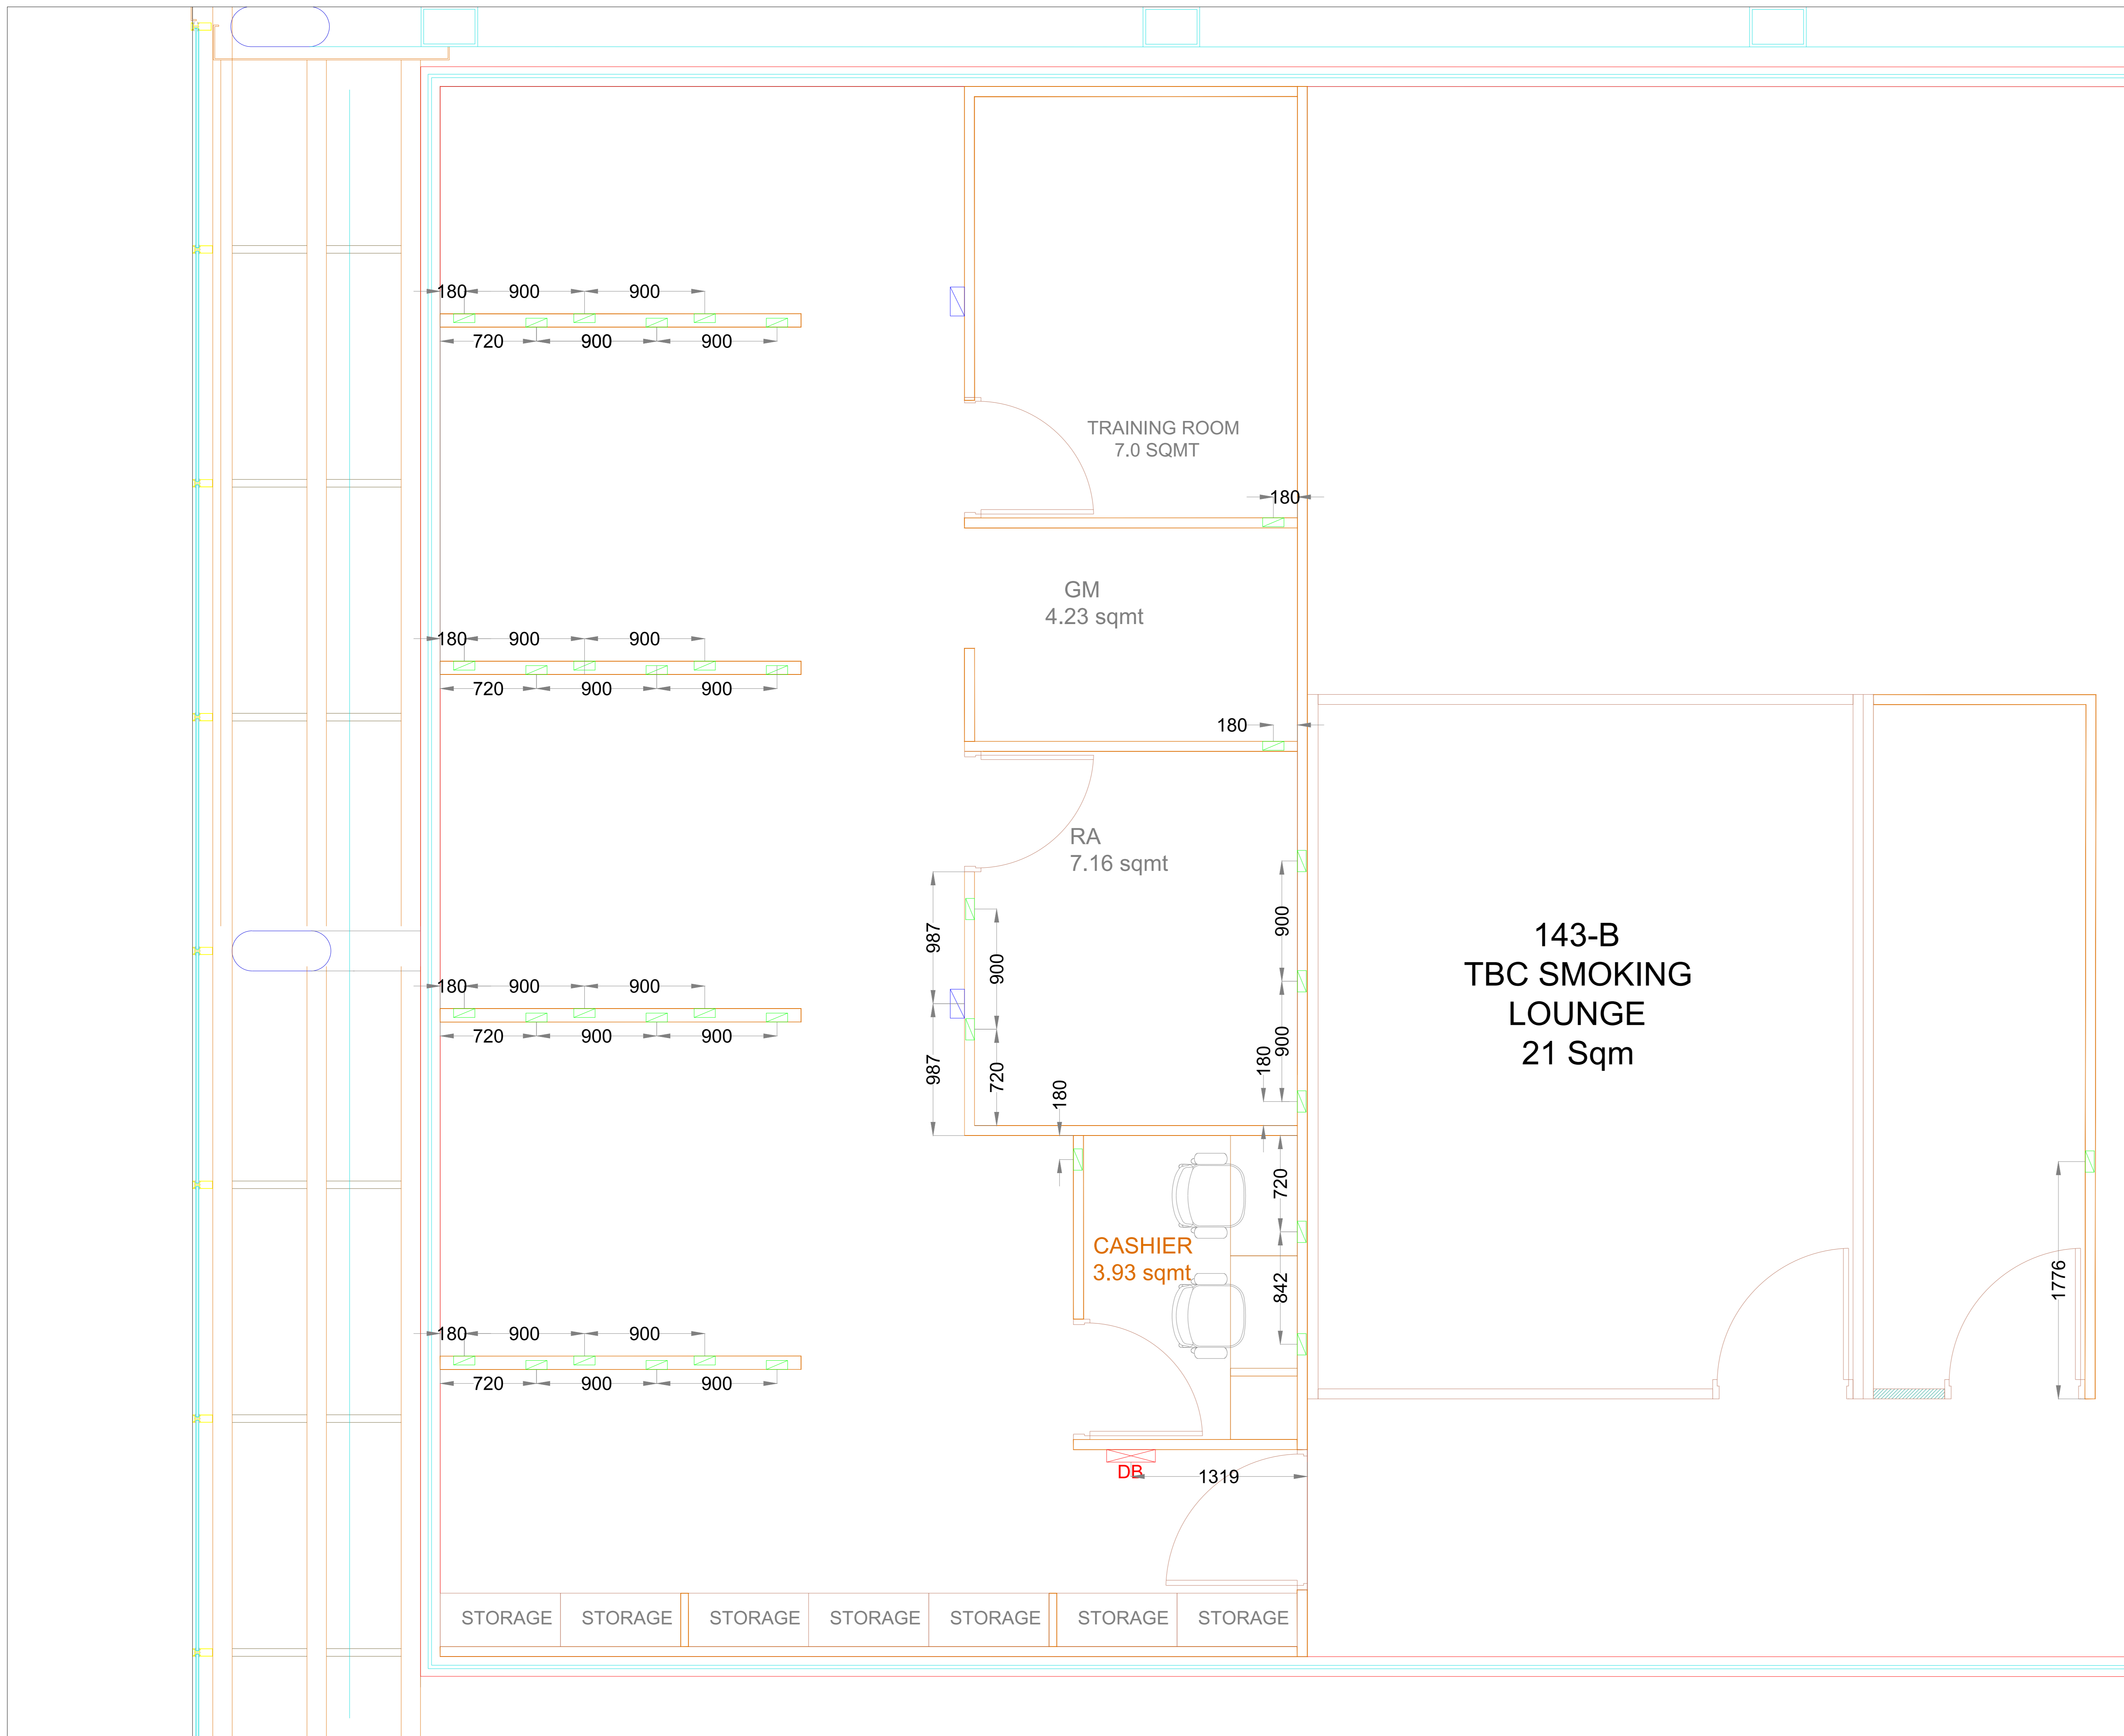 180 900 900
720 900 900
TRAINING ROOM
7.0 SQMT
180
GM
4.23 sqmt
180 900 900
720 900 900
180
RA
7.16 sqmt
987
900
900
143-B
TBC SMOKING
LOUNGE
21 Sqm
180 900 900
720 900 900
987
720
180
180
900
720
CASHIER
3.93 sqmt
842
1776
180 900 900
720 900 900
DB
1319
STORAGE STORAGE STORAGE STORAGE STORAGE STORAGE STORAGE